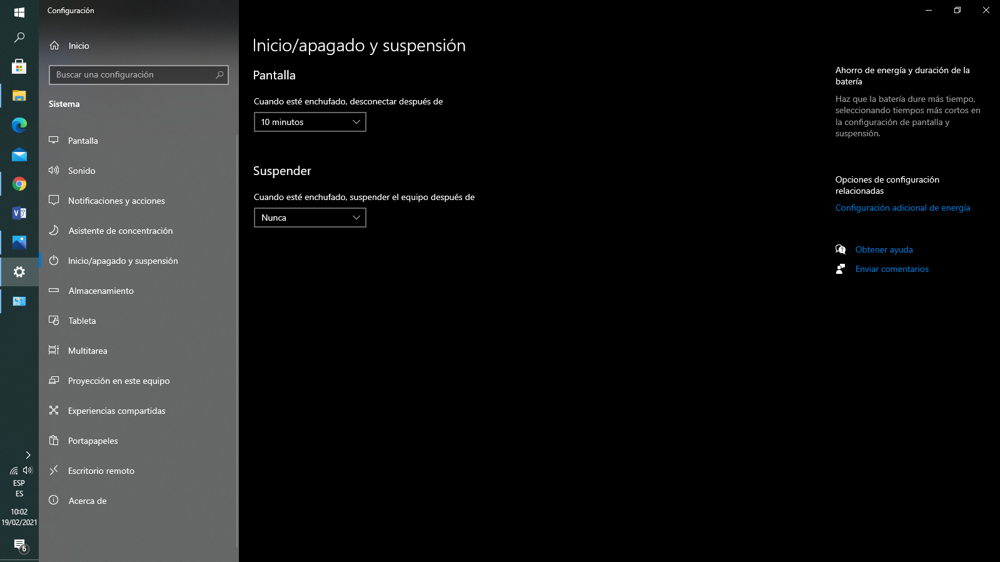 Configuración
Inicio
Buscar una configuración
Sistema
Pantalla
Sonido
Notificaciones y acciones
Asistente de concentración
Inicio/apagado y suspensión
Almacenamiento
Tableta
Multitarea
Proyección en este equipo
Experiencias compartidas
Portapapeles
Escritorio remoto
Acerca de
Inicio/apagado y suspensión
Pantalla
Cuando esté enchufado, desconectar después de
10 minutos
Suspender
Cuando esté enchufado, suspender el equipo después de
Nunca
Ahorro de energía y duración de la
batería
Haz que la batería dure más tiempo,
seleccionando tiempos más cortos en
la configuración de pantalla y
suspensión.
Opciones de configuración
relacionadas
Configuración adicional de energía
Obtener ayuda
Enviar comentarios
ESP
ES
10:02
19/02/2021
6